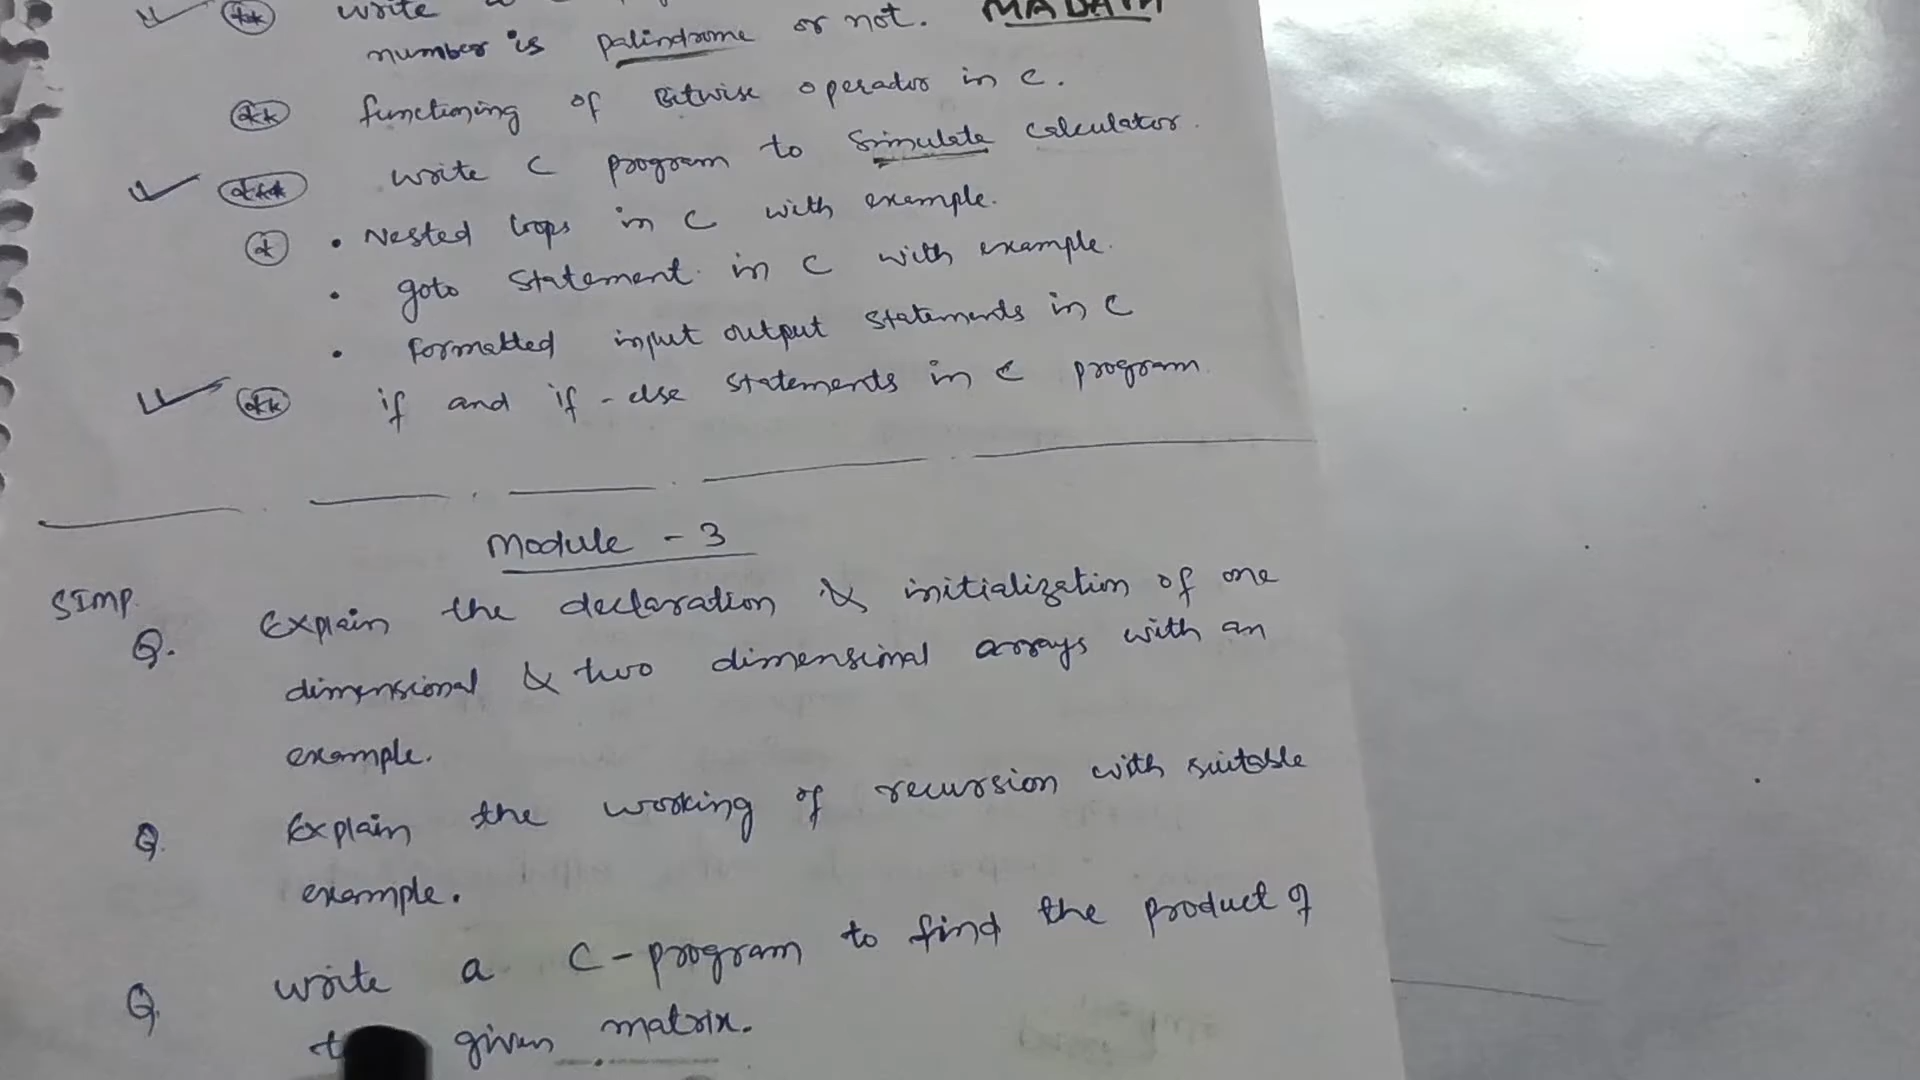 ** write
number is palindrome or not. MADAM
** functioning of Bitwise operator in C.
*** write C program to Simulate calculator.
* • Nested loops in C with example.
• goto statement in C with example.
• formatted input output statements in C
** if and if-else statements in C program.
Module - 3
SIMP.
Q. Explain the declaration & initialization of one
dimensional & two dimensional arrays with an
example.
Q. Explain the working of recursion with suitable
example.
Q. write a C-program to find the product of
given matrix.